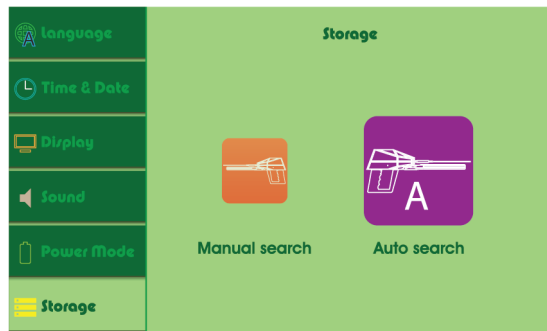 Language
Time & Date
Display
Sound
Power Mode
Storage
Storage
A
Manual search
Auto search